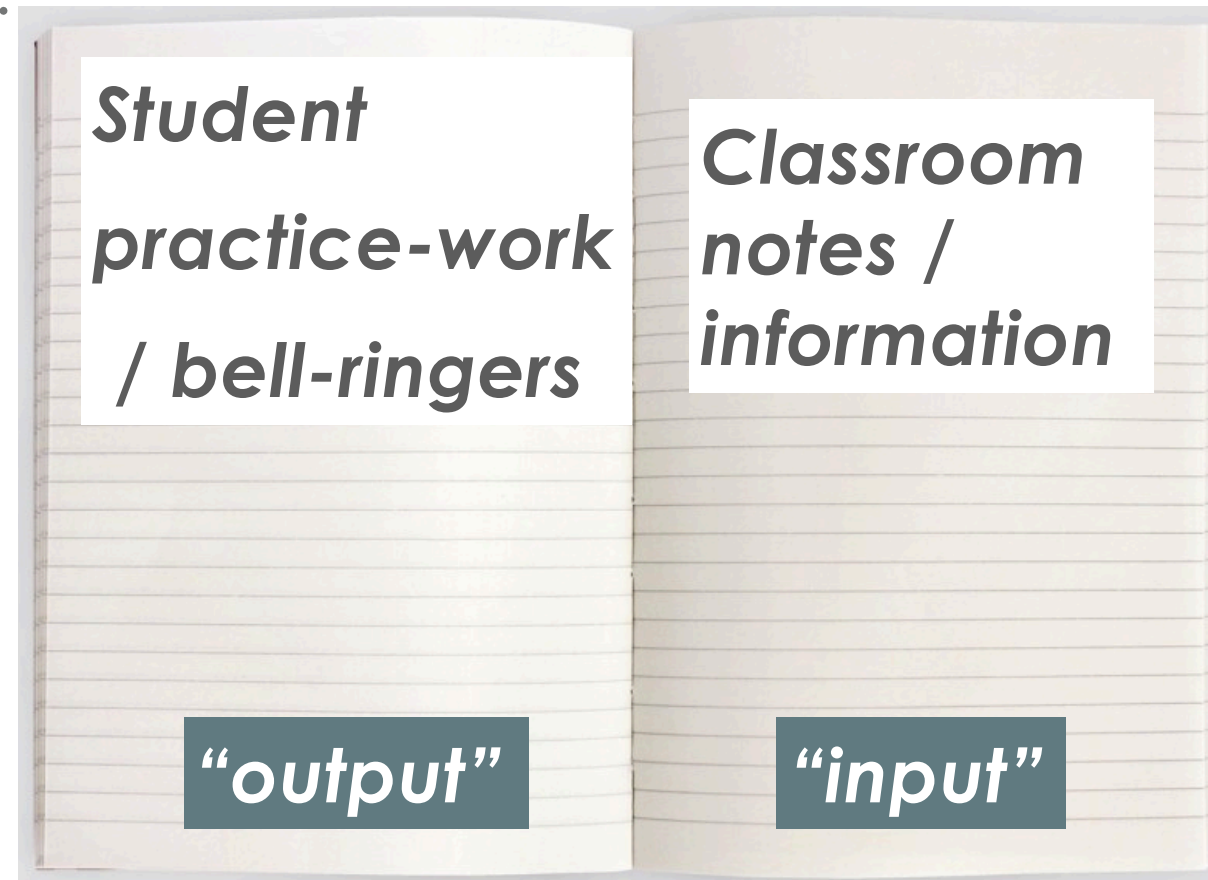 Student
practice-work
/ bell-ringers
“output”
Classroom
notes /
information
“input”